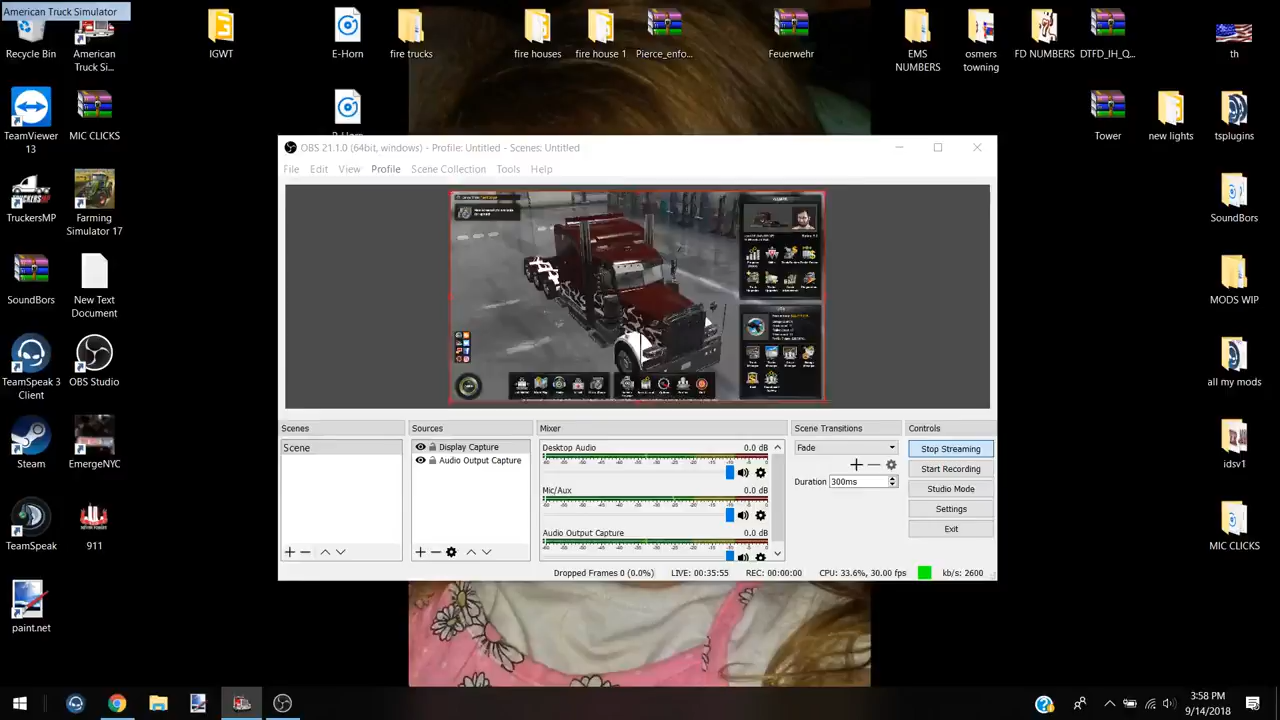 American Truck Simulator
Recycle Bin
American
Truck Si...
IGWT
E-Horn
fire trucks
fire houses
fire house 1
Pierce_enfo...
Feuerwehr
EMS
NUMBERS
osmers
towning
FD NUMBERS
DTFD_IH_Q...
th
TeamViewer
13
MIC CLICKS
Tower
new lights
tsplugins
OBS 21.1.0 (64bit, windows) - Profile: Untitled - Scenes: Untitled
File Edit View Profile Scene Collection Tools Help
TruckersMP
Farming
Simulator 17
SoundBors
SoundBors
New Text
Document
MODS WIP
TeamSpeak 3
Client
OBS Studio
all my mods
Scenes
Sources
Mixer
Scene Transitions
Controls
Scene
Display Capture
Audio Output Capture
Desktop Audio 0.0 dB
Mic/Aux 0.0 dB
Audio Output Capture 0.0 dB
Fade
Duration 300ms
Stop Streaming
Start Recording
Studio Mode
Settings
Exit
Steam
EmergeNYC
idsv1
TeamSpeak
911
MIC CLICKS
Dropped Frames 0 (0.0%) LIVE: 00:35:55 REC: 00:00:00 CPU: 33.6%, 30.00 fps kb/s: 2600
paint.net
3:58 PM
9/14/2018